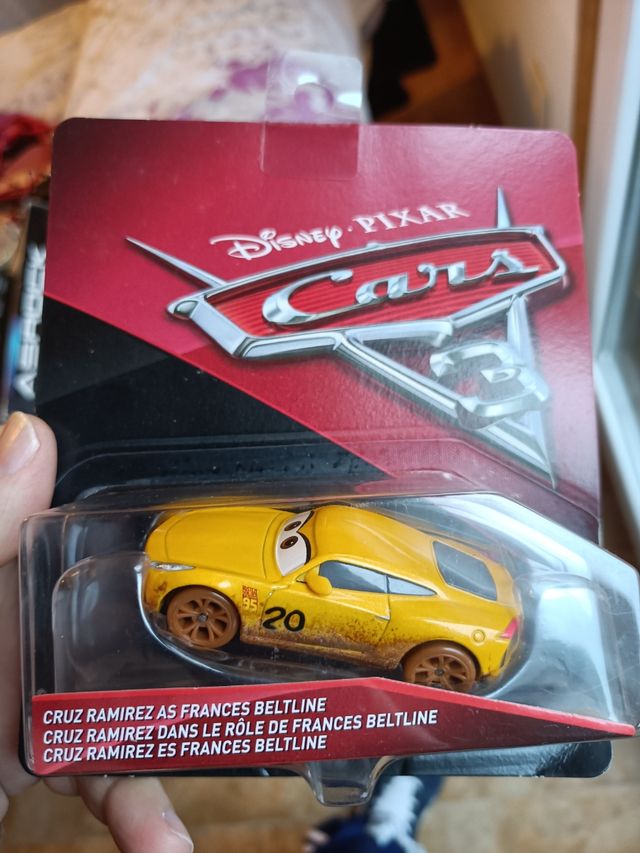 Disney·PIXAR
Cars
3
ASROCK
95
20
CRUZ RAMIREZ AS FRANCES BELTLINE
CRUZ RAMIREZ DANS LE RÔLE DE FRANCES BELTLINE
CRUZ RAMIREZ ES FRANCES BELTLINE